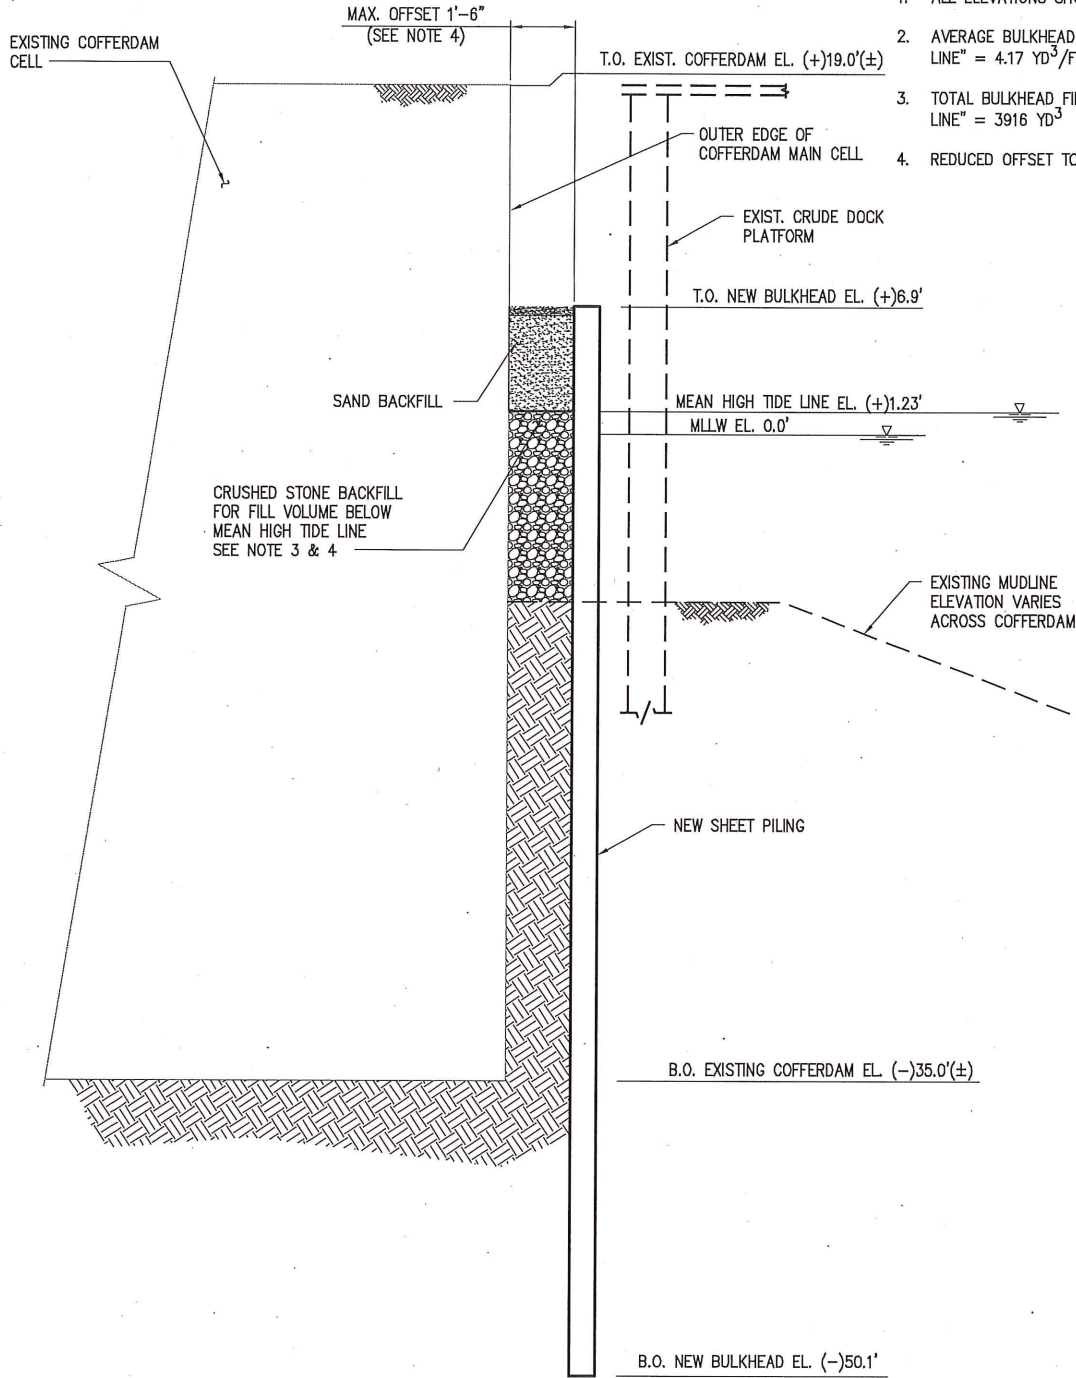 MAX. OFFSET 1'-6"
(SEE NOTE 4)
EXISTING COFFERDAM
CELL
T.O. EXIST. COFFERDAM EL. (+)19.0'(±)
2. AVERAGE BULKHEAD
LINE" = 4.17 YD³/F
3. TOTAL BULKHEAD
LINE" = 3916 YD³
4. REDUCED OFFSET TO
OUTER EDGE OF
COFFERDAM MAIN CELL
EXIST. CRUDE DOCK
PLATFORM
T.O. NEW BULKHEAD EL. (+)6.9'
SAND BACKFILL
MEAN HIGH TIDE LINE EL. (+)1.23'
MLLW EL. 0.0'
CRUSHED STONE BACKFILL
FOR FILL VOLUME BELOW
MEAN HIGH TIDE LINE
SEE NOTE 3 & 4
EXISTING MUDLINE
ELEVATION VARIES
ACROSS COFFERDAM
NEW SHEET PILING
B.O. EXISTING COFFERDAM EL. (-)35.0'(±)
B.O. NEW BULKHEAD EL. (-)50.1'